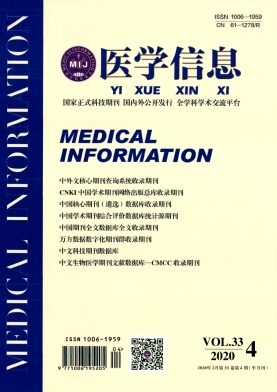 ISSN 1006-1959
CN 61-1278/R
MIJ
医学信息
YI XUE XIN XI
国家正式科技期刊 国内外公开发行 全学科学术交流平台
MEDICAL
INFORMATION
中外文核心期刊查询系统收录期刊
CNKI中国学术期刊网络出版总库收录期刊
中国核心期刊（遴选）数据库收录期刊
中国学术期刊综合评价数据库统计源期刊
中国期刊全文数据库全文收录期刊
万方数据数字化期刊群收录期刊
中文科技期刊数据库
中文生物医学期刊文献数据库—CMCC收录期刊
MEDICAL INFORMATION
ISSN 1006-1959
04
9 771006 195205
VOL.33
2020
4
2020年2月第33卷第4期（半月刊）